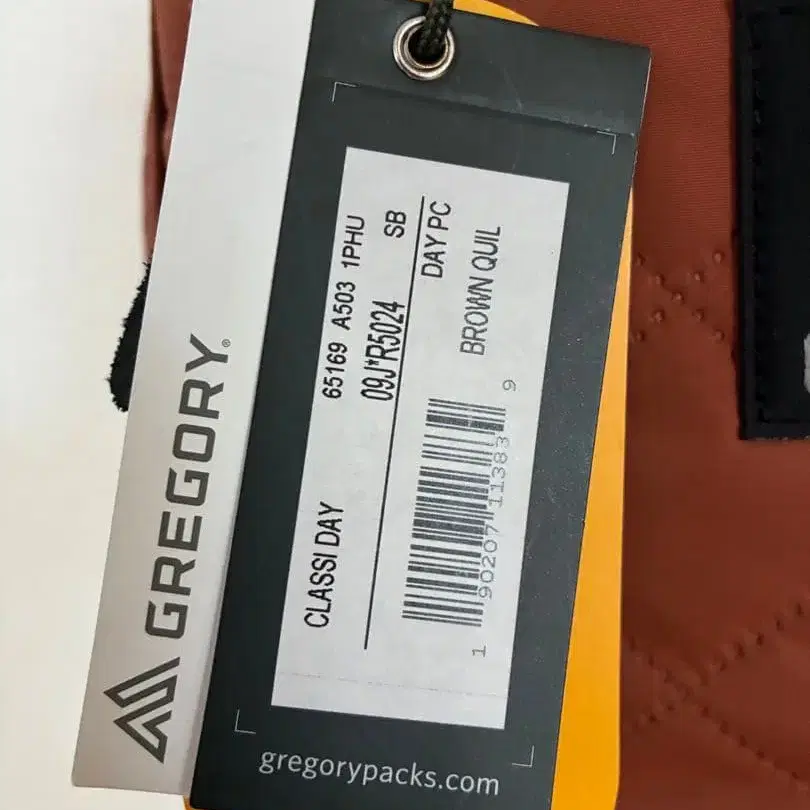 GREGORY®
CLASSI DAY 65169 A503 1PHU
09J*R5024 SB
DAY PC
BROWN QUIL
1 90207 11383 9
gregorypacks.com